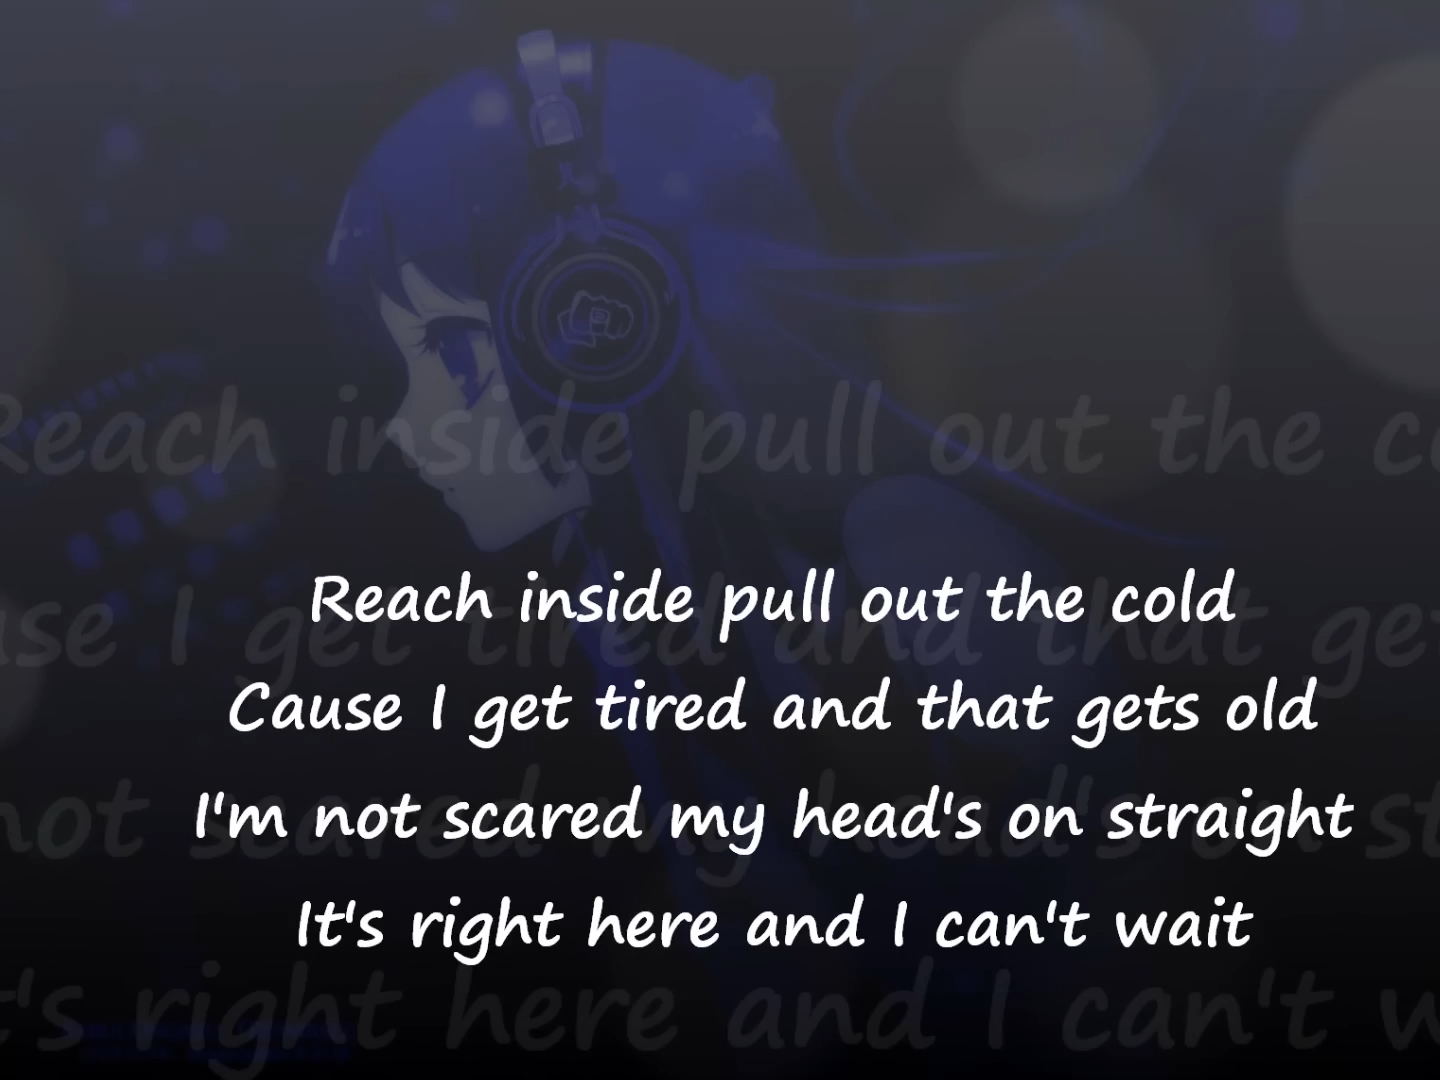 Reach inside pull out the cold
Cause I get tired and that gets old
I'm not scared my head's on straight
It's right here and I can't wait